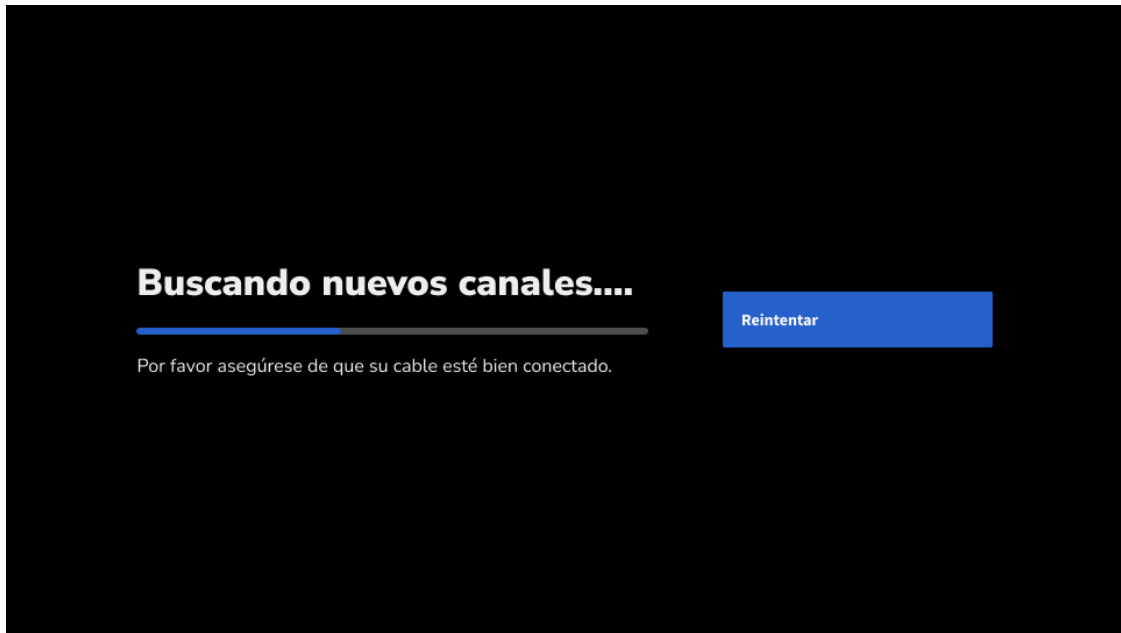 Buscando nuevos canales....
Por favor asegúrese de que su cable esté bien conectado.
Reintentar